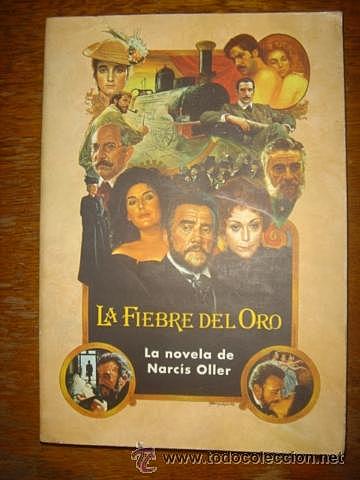 LA FIEBRE DEL ORO
La novela de
Narcís Oller
www.todocoleccion.net